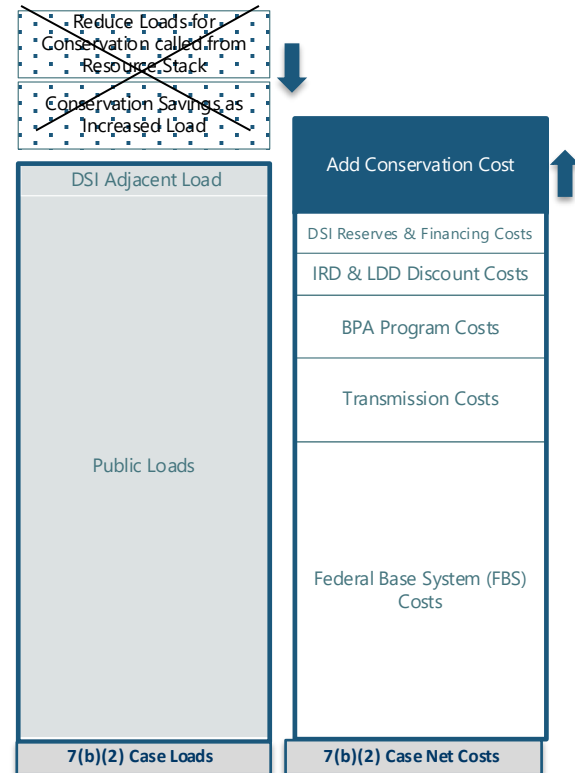 Reduce Loads for
Conservation called from
Resource Stack
Conservation Savings as
Increased Load
DSI Adjacent Load
Public Loads
7(b)(2) Case Loads
Add Conservation Cost
DSI Reserves & Financing Costs
IRD & LDD Discount Costs
BPA Program Costs
Transmission Costs
Federal Base System (FBS)
Costs
7(b)(2) Case Net Costs